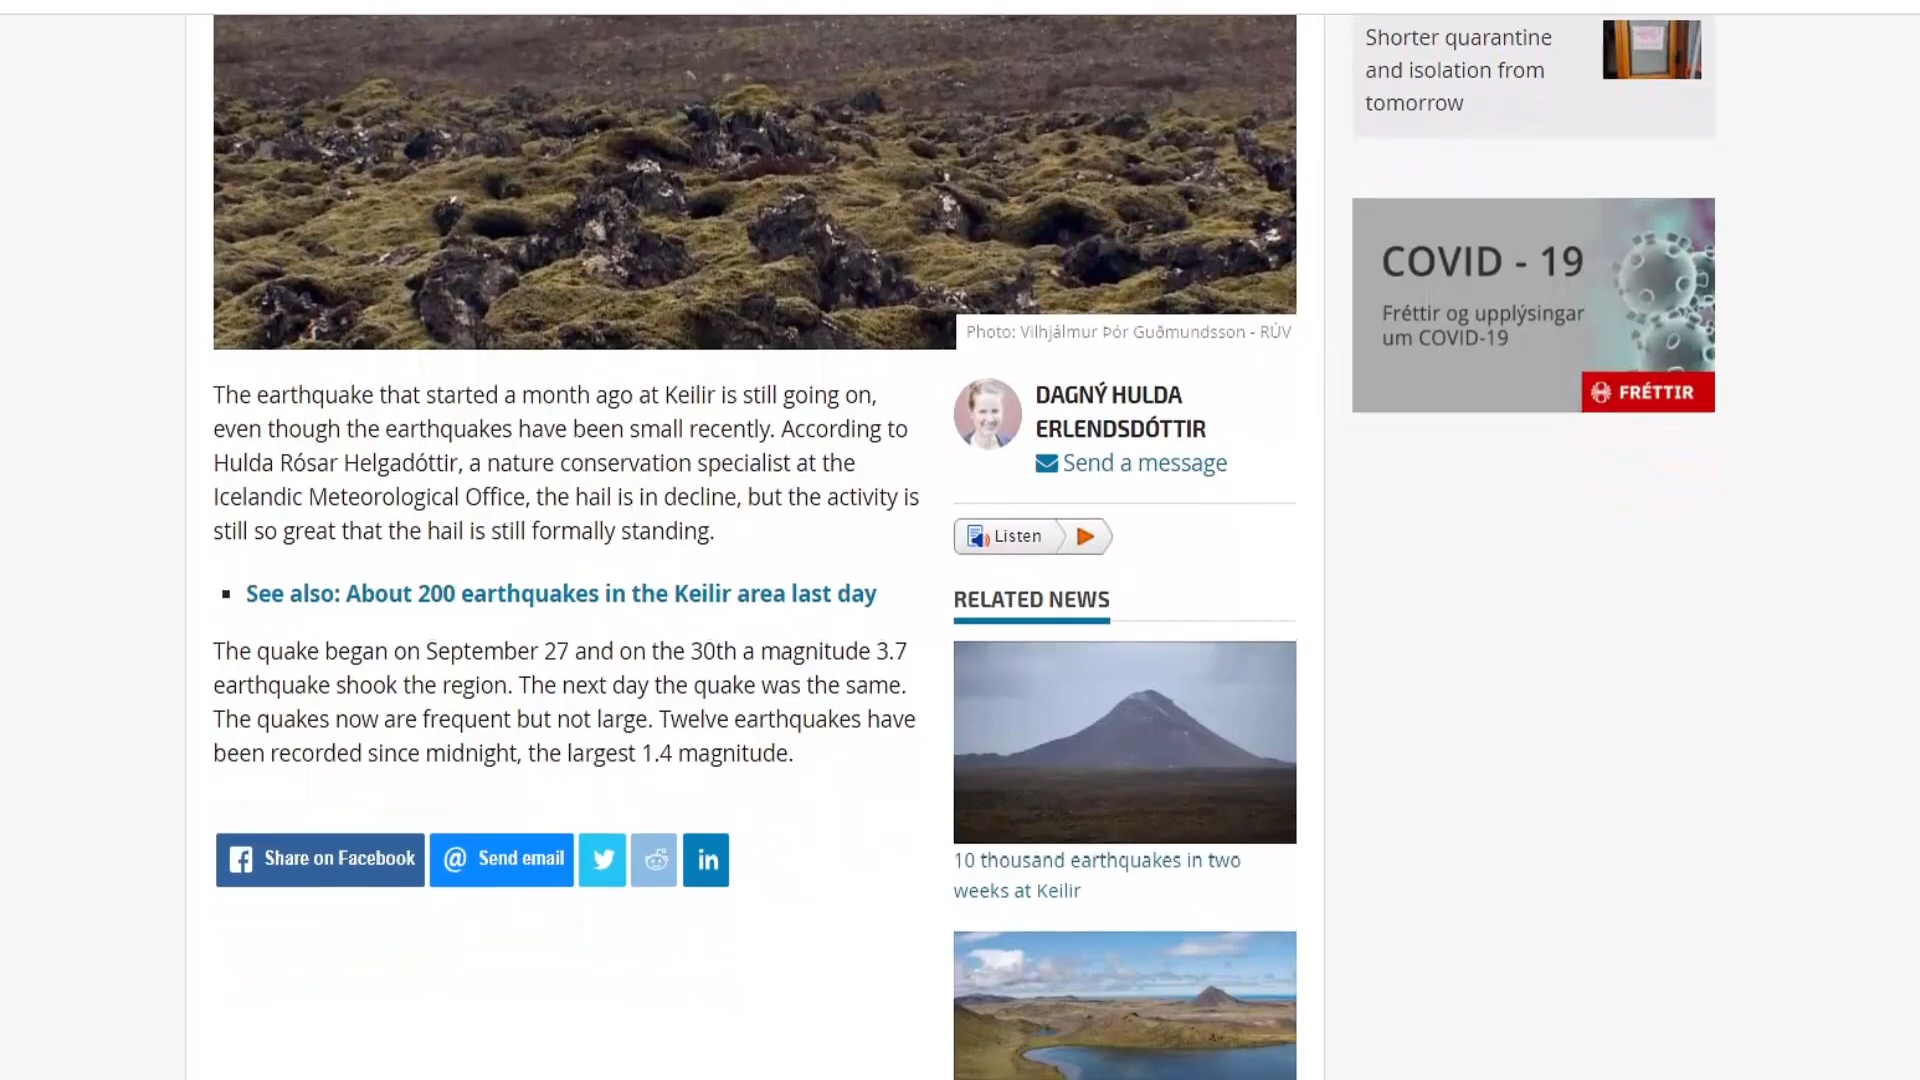 Shorter quarantine
and isolation from
tomorrow
COVID - 19
Fréttir og upplýsingar
um COVID-19
FRÉTTIR
Photo: Vilhjálmur Þór Guðmundsson - RÚV
The earthquake that started a month ago at Keilir is still going on,
even though the earthquakes have been small recently. According to
Hulda Rósar Helgadóttir, a nature conservation specialist at the
Icelandic Meteorological Office, the hail is in decline, but the activity is
still so great that the hail is still formally standing.
See also: About 200 earthquakes in the Keilir area last day
The quake began on September 27 and on the 30th a magnitude 3.7
earthquake shook the region. The next day the quake was the same.
The quakes now are frequent but not large. Twelve earthquakes have
been recorded since midnight, the largest 1.4 magnitude.
Share on Facebook
@ Send email
in
DAGNÝ HULDA
ERLENDSDÓTTIR
Send a message
Listen
RELATED NEWS
10 thousand earthquakes in two
weeks at Keilir